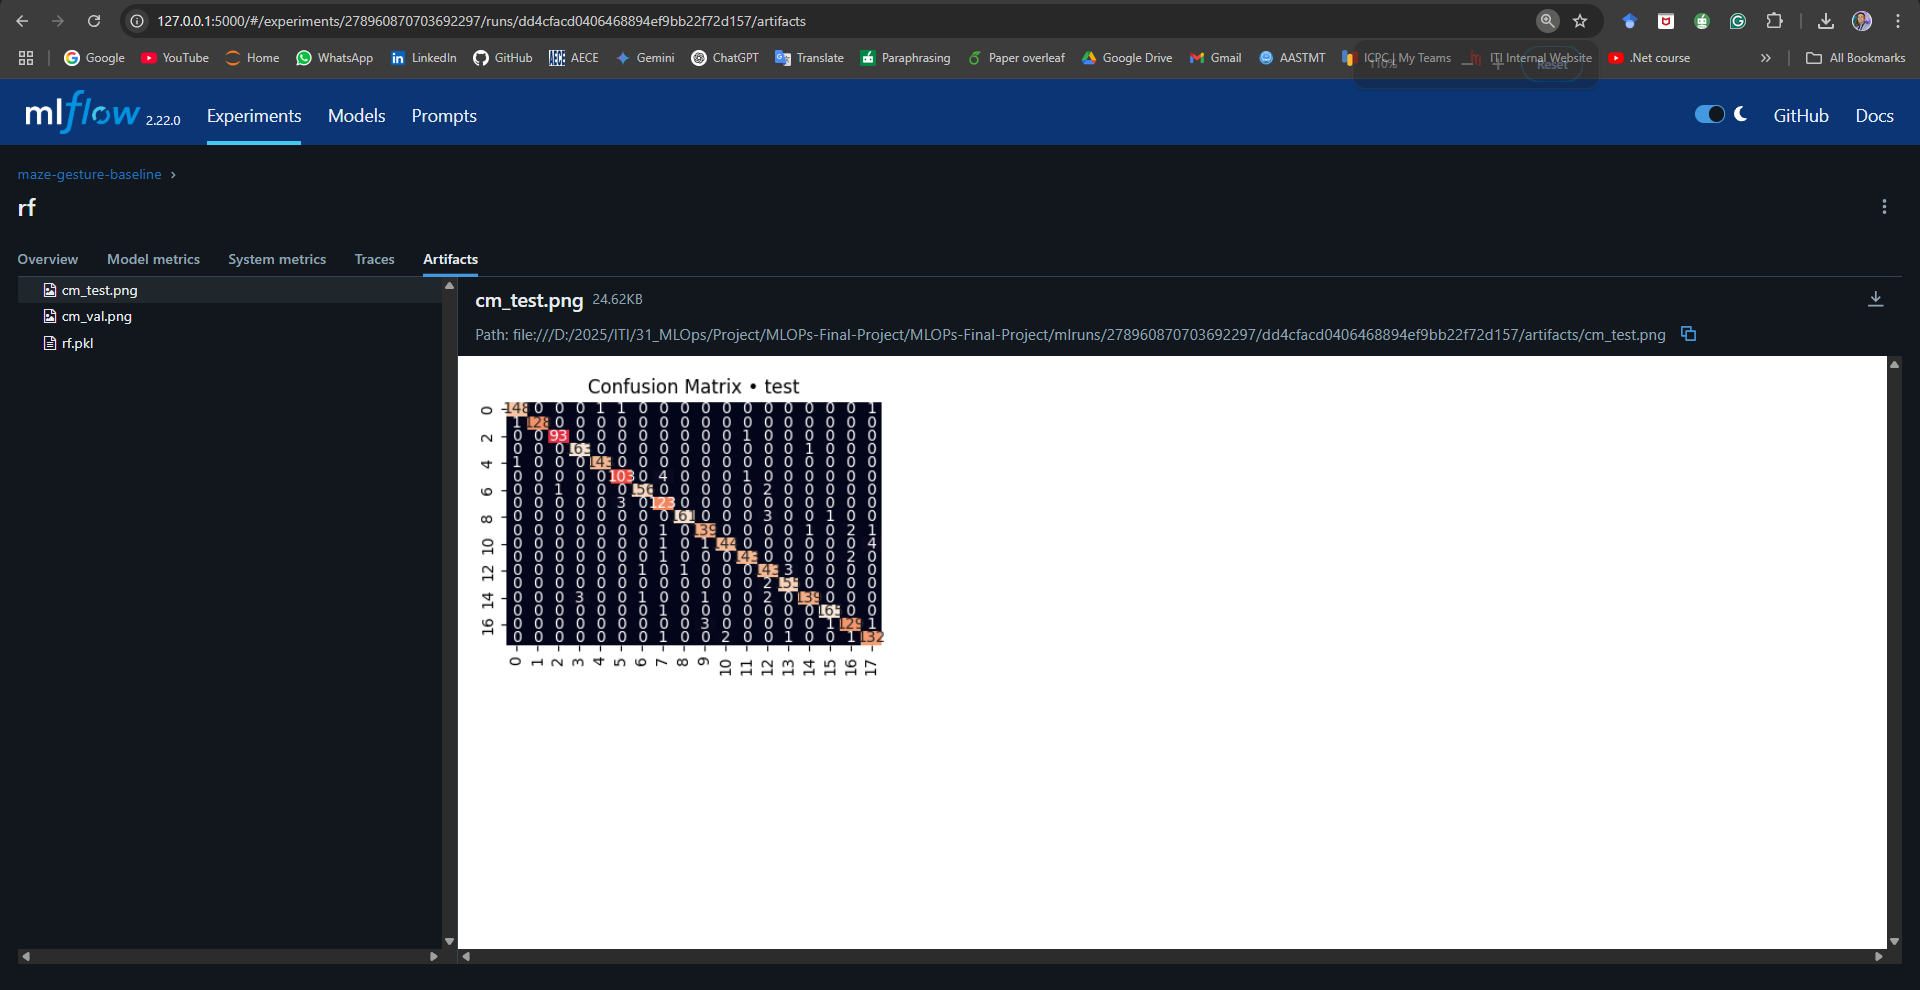 127.0.0.1:5000/#/experiments/278960870703692297/runs/dd4cfacd0406468894ef9bb22f72d157/artifacts
Google YouTube Home WhatsApp LinkedIn GitHub AECE Gemini ChatGPT Translate Paraphrasing Paper overleaf Google Drive Gmail AASTMT ICPC | My Teams ITI Internal Website .Net course All Bookmarks
110% Reset
mlflow 2.22.0 Experiments Models Prompts GitHub Docs
maze-gesture-baseline
rf
Overview Model metrics System metrics Traces Artifacts
cm_test.png
cm_val.png
rf.pkl
cm_test.png 24.62KB
Path: file:///D:/2025/ITI/31_MLOps/Project/MLOPs-Final-Project/MLOPs-Final-Project/mlruns/278960870703692297/dd4cfacd0406468894ef9bb22f72d157/artifacts/cm_test.png
Confusion Matrix • test
0 148 0 0 0 1 1 0 0 0 0 0 0 0 0 0 0 0 1
1 128 0 0 0 0 0 0 0 0 0 0 0 0 0 0 0 0
2 0 0 93 0 0 0 0 0 0 0 0 1 0 0 0 0 0 0
0 0 0 163 0 0 0 0 0 0 0 0 0 0 1 0 0 0
4 1 0 0 0 143 0 0 0 0 0 0 0 0 0 0 0 0 0
0 0 0 0 0 103 0 4 0 0 0 1 0 0 0 0 0 0
6 0 0 1 0 0 0 156 0 0 0 0 0 2 0 0 0 0 0
0 0 0 0 0 3 0 123 0 0 0 0 0 0 0 0 0 0
8 0 0 0 0 0 0 0 0 161 0 0 0 3 0 0 1 0 0
0 0 0 0 0 0 0 1 0 139 0 0 0 0 1 0 2 1
10 0 0 0 0 0 0 0 1 0 1 144 0 0 0 0 0 0 4
0 0 0 0 0 0 0 1 0 0 0 143 0 0 0 0 2 0
12 0 0 0 0 0 0 1 0 1 0 0 0 143 3 0 0 0 0
0 0 0 0 0 0 0 0 0 0 0 0 2 155 0 0 0 0
14 0 0 0 3 0 0 1 0 0 1 0 0 2 0 139 0 0 0
0 0 0 0 0 0 0 1 0 0 0 0 0 0 0 165 0 0
16 0 0 0 0 0 0 0 0 0 3 0 0 0 0 0 1 129 1
0 0 0 0 0 0 0 1 0 0 2 0 0 1 0 0 1 132
0 1 2 3 4 5 6 7 8 9 10 11 12 13 14 15 16 17